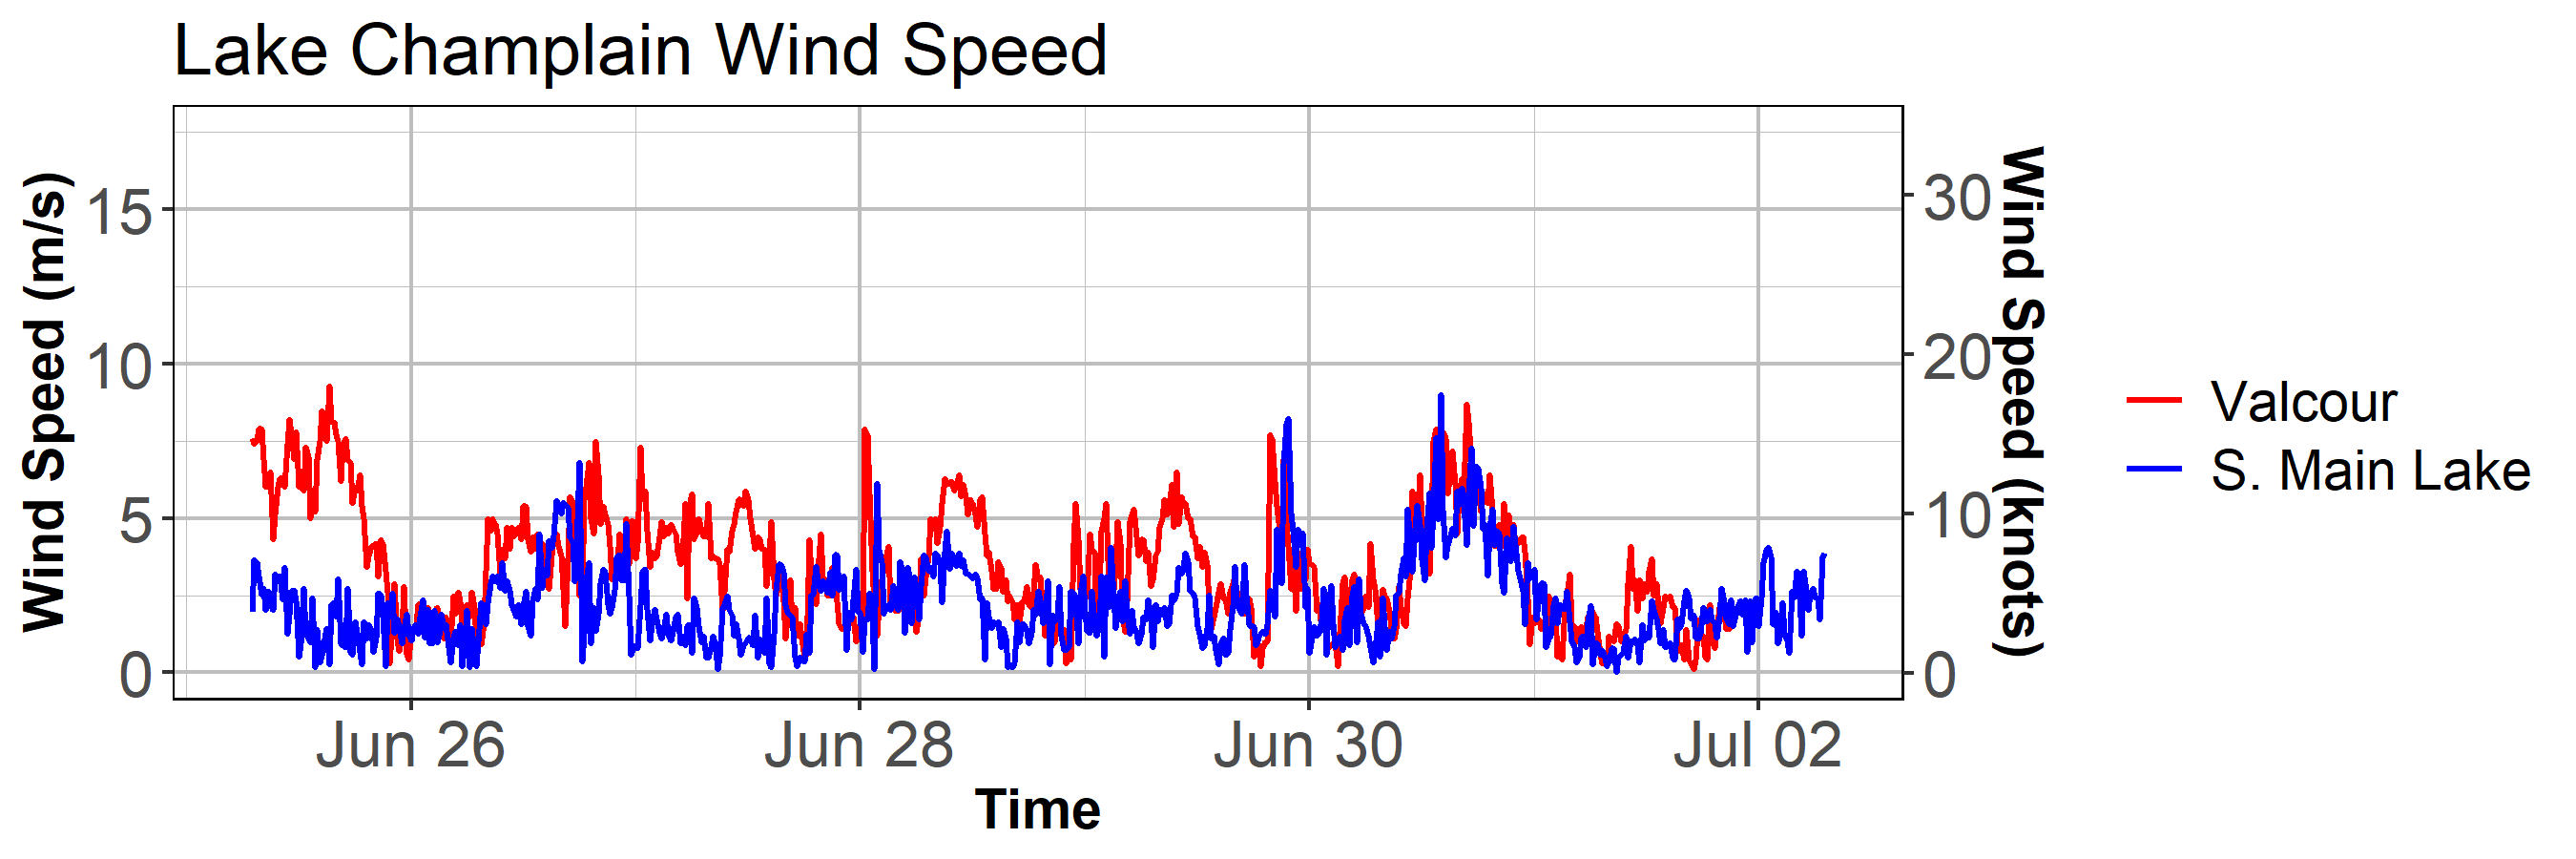 Lake Champlain Wind Speed
Wind Speed (m/s)
15
10
5
0
30
20
10
0
Wind Speed (knots)
Jun 26
Jun 28
Jun 30
Jul 02
Time
Valcour
S. Main Lake